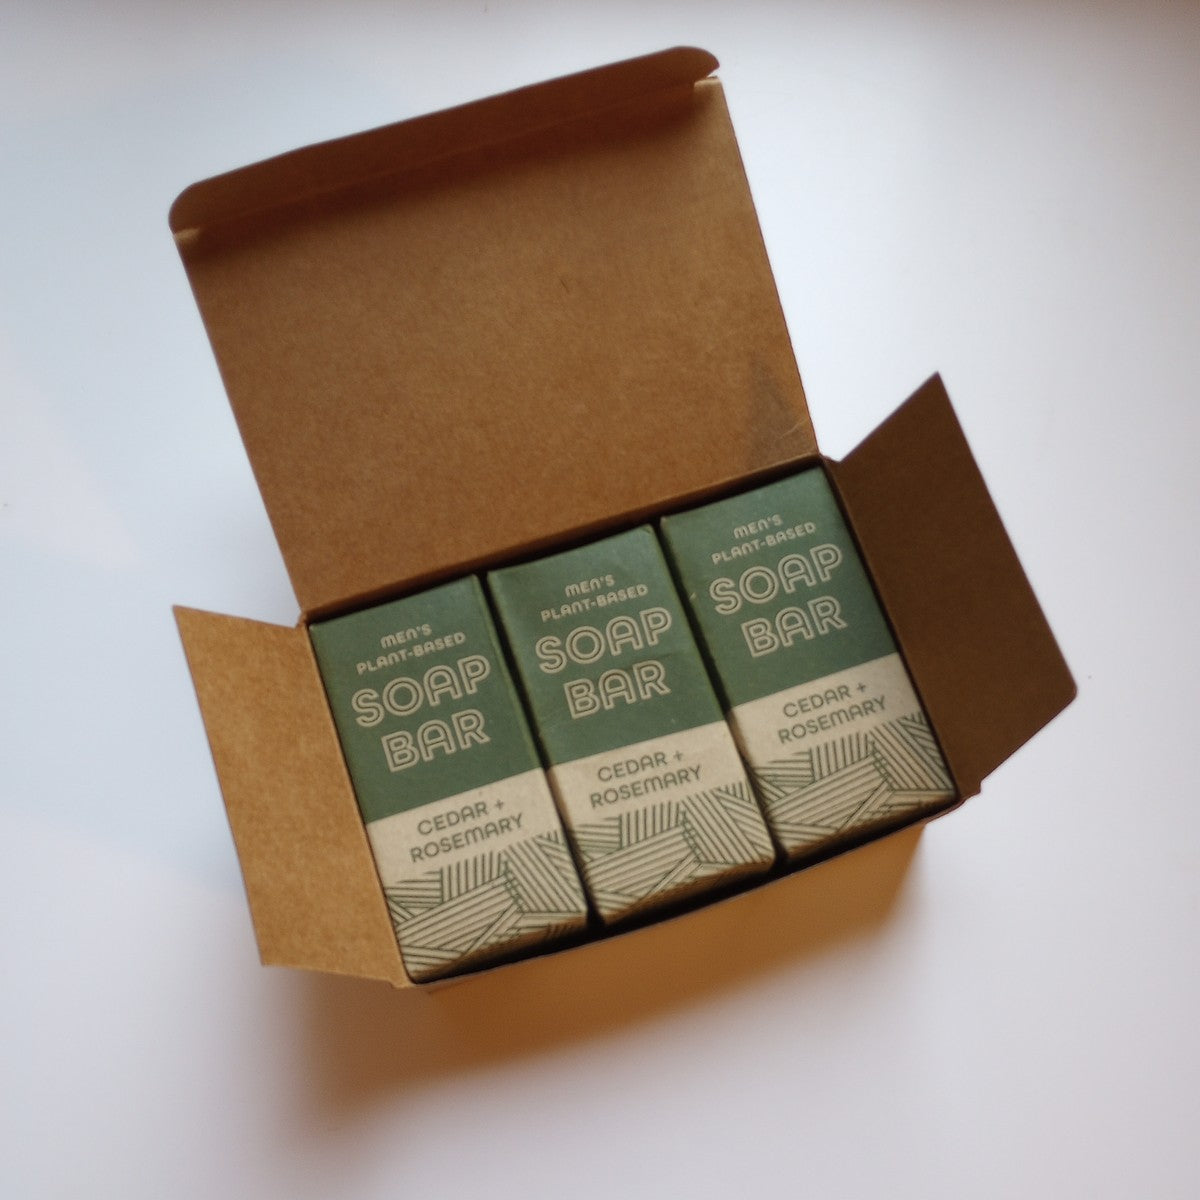 MEN'S
PLANT-BASED
SOAP
BAR
CEDAR +
ROSEMARY
MEN'S
PLANT-BASED
SOAP
BAR
CEDAR +
ROSEMARY
MEN'S
PLANT-BASED
SOAP
BAR
CEDAR +
ROSEMARY